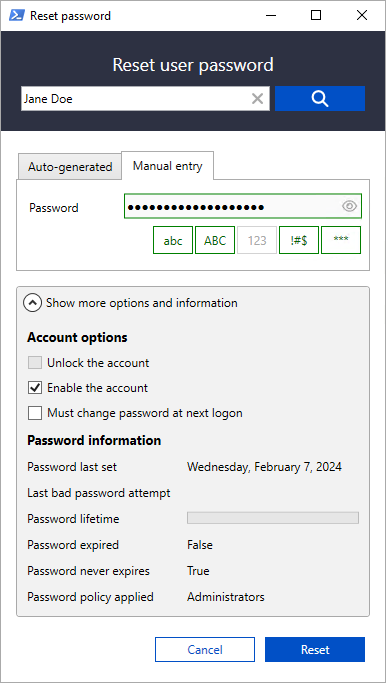 Reset password
Reset user password
Jane Doe
Auto-generated
Manual entry
Password
●●●●●●●●●●●●●●●●●●●
abc
ABC
123
!#$
***
Show more options and information
Account options
Unlock the account
Enable the account
Must change password at next logon
Password information
Password last set Wednesday, February 7, 2024
Last bad password attempt
Password lifetime
Password expired False
Password never expires True
Password policy applied Administrators
Cancel
Reset